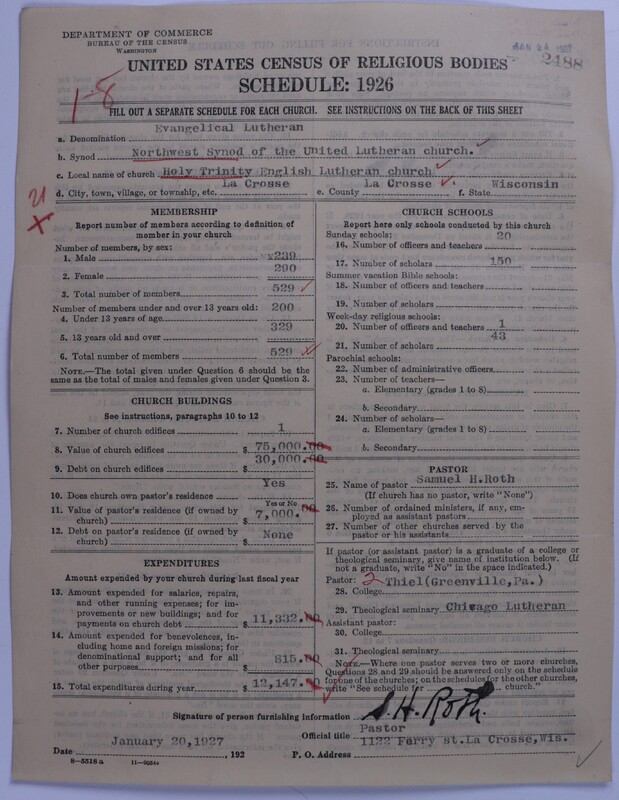 DEPARTMENT OF COMMERCE
BUREAU OF THE CENSUS
WASHINGTON
JAN 24 1927
2488
UNITED STATES CENSUS OF RELIGIOUS BODIES
SCHEDULE: 1926
1-8
FILL OUT A SEPARATE SCHEDULE FOR EACH CHURCH. SEE INSTRUCTIONS ON THE BACK OF THIS SHEET
a. Denomination Evangelical Lutheran
b. Synod Northwest Synod of the United Lutheran church.
c. Local name of church Holy Trinity English Lutheran church
d. City, town, village, or township, etc. La Crosse e. County La Crosse f. State Wisconsin
21
X
MEMBERSHIP
Report number of members according to definition of
member in your church
Number of members, by sex:
1. Male 239
2. Female 290
3. Total number of members 529
Number of members under and over 13 years old:
4. Under 13 years of age 200
5. 13 years old and over 329
6. Total number of members 529
NOTE.—The total given under Question 6 should be
same as the total of males and females given under Question 3.
CHURCH BUILDINGS
See instructions, paragraphs 10 to 12
7. Number of church edifices 1
8. Value of church edifices $ 75,000.00
9. Debt on church edifices $ 30,000.00
10. Does church own pastor's residence Yes
Yes or No
11. Value of pastor's residence (if owned by
church) $ 7,000.00
12. Debt on pastor's residence (if owned by
church) $ None
EXPENDITURES
Amount expended by your church during last fiscal year
13. Amount expended for salaries, repairs,
and other running expenses; for im-
provements or new buildings; and for
payments on church debt $ 11,332.00
14. Amount expended for benevolences, in-
cluding home and foreign missions; for
denominational support; and for all
other purposes $ 815.00
15. Total expenditures during year $ 12,147.00
CHURCH SCHOOLS
Report here only schools conducted by this church
Sunday schools:
16. Number of officers and teachers 20
17. Number of scholars 150
Summer vacation Bible schools:
18. Number of officers and teachers
19. Number of scholars
Week-day religious schools:
20. Number of officers and teachers 1
21. Number of scholars 43
Parochial schools:
22. Number of administrative officers
23. Number of teachers—
a. Elementary (grades 1 to 8)
b. Secondary
24. Number of scholars—
a. Elementary (grades 1 to 8)
b. Secondary
PASTOR
25. Name of pastor Samuel H.Roth
(If church has no pastor, write "None")
26. Number of ordained ministers, if any, em-
ployed as assistant pastors
27. Number of other churches served by the
pastor or his assistants
If pastor (or assistant pastor) is a graduate of a college or
theological seminary, give name of institution below. (If
not a graduate, write "No" in the space indicated.)
Pastor: 2
28. College Thiel(Greenville,Pa.)
29. Theological seminary Chicago Lutheran
Assistant pastor:
30. College
31. Theological seminary
NOTE.—Where one pastor serves two or more churches,
Questions 28 and 29 should be answered only on the schedule
for one of the churches; on the schedules for the other churches,
write "See schedule for church."
Signature of person furnishing information S. H. Roth.
Official title Pastor
Date January 20,1927, 192 P. O. Address 1122 Ferry st.La Crosse,Wis.
8-5518 a